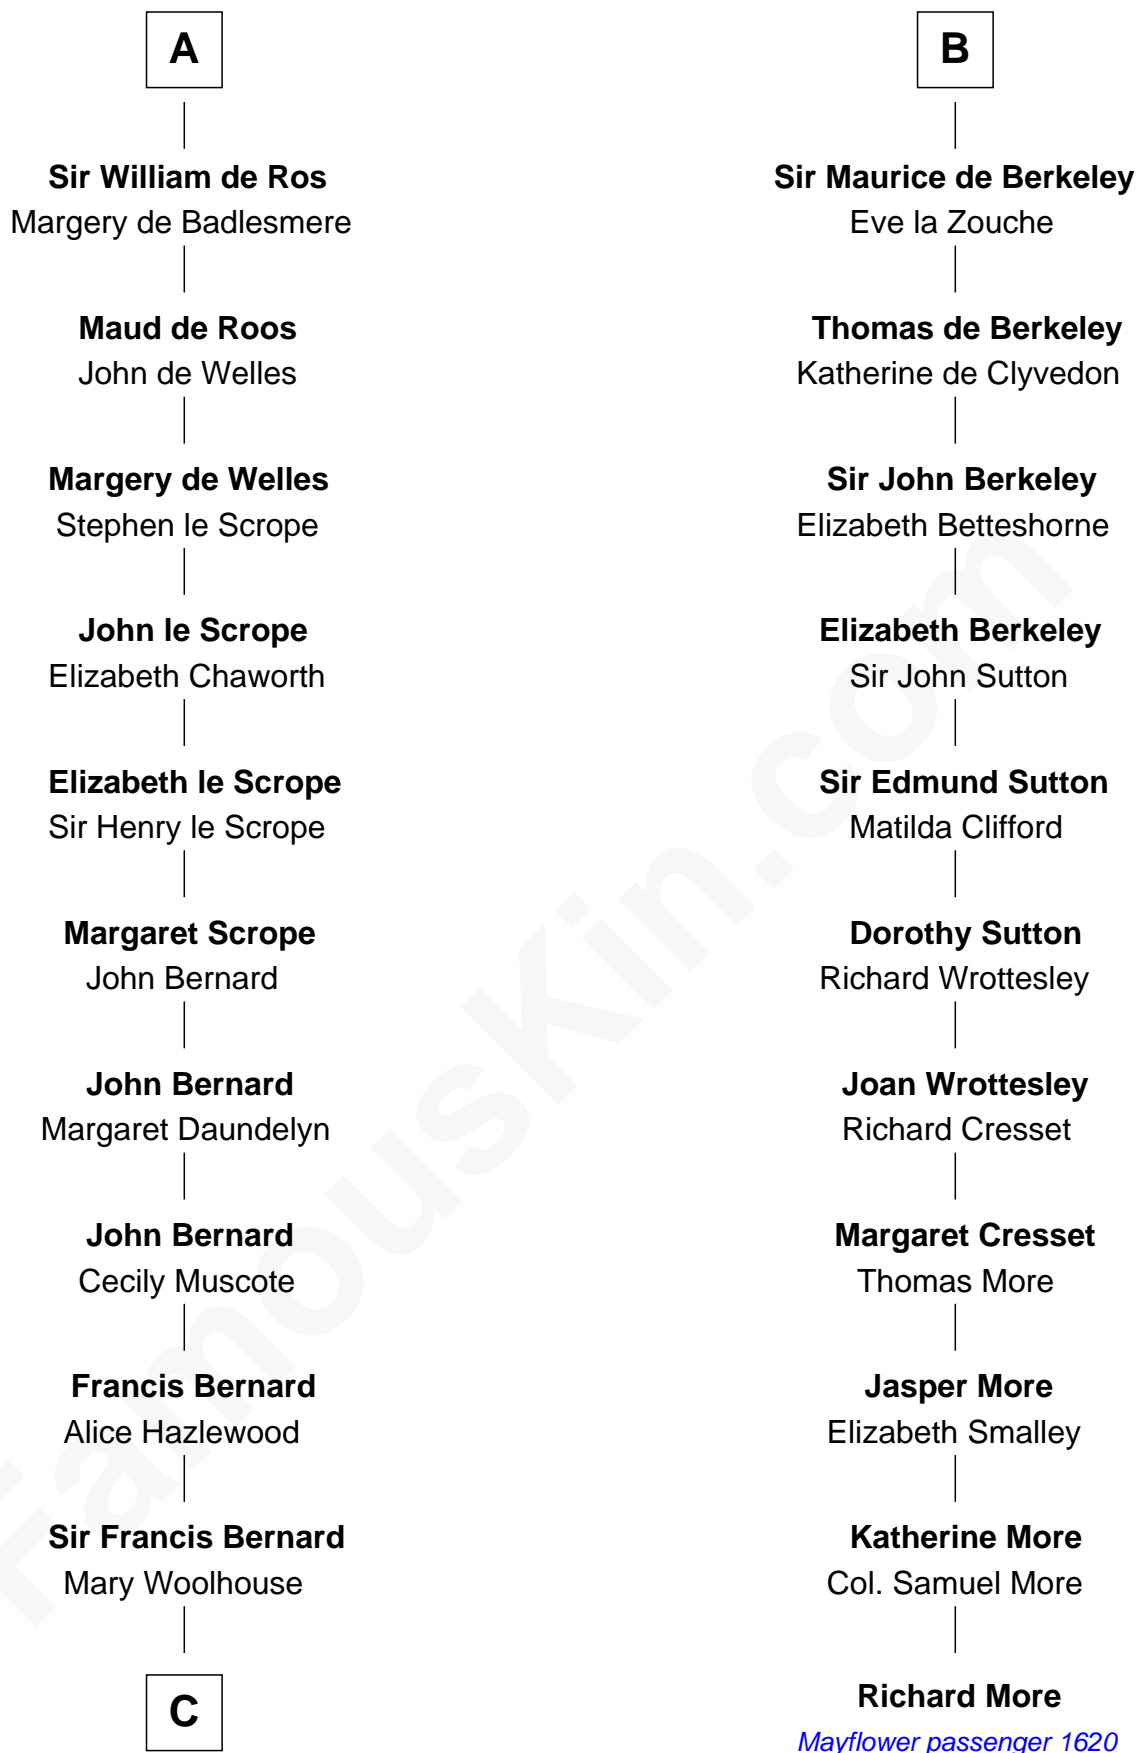 A
Sir William de Ros
Margery de Badlesmere
Maud de Roos
John de Welles
Margery de Welles
Stephen le Scrope
John le Scrope
Elizabeth Chaworth
Elizabeth le Scrope
Sir Henry le Scrope
Margaret Scrope
John Bernard
John Bernard
Margaret Daundelyn
John Bernard
Cecily Muscote
Francis Bernard
Alice Hazlewood
Sir Francis Bernard
Mary Woolhouse
C
B
Sir Maurice de Berkeley
Eve la Zouche
Thomas de Berkeley
Katherine de Clyvedon
Sir John Berkeley
Elizabeth Betteshorne
Elizabeth Berkeley
Sir John Sutton
Sir Edmund Sutton
Matilda Clifford
Dorothy Sutton
Richard Wrottesley
Joan Wrottesley
Richard Cresset
Margaret Cresset
Thomas More
Jasper More
Elizabeth Smalley
Katherine More
Col. Samuel More
Richard More
Mayflower passenger 1620
FamousKin.com